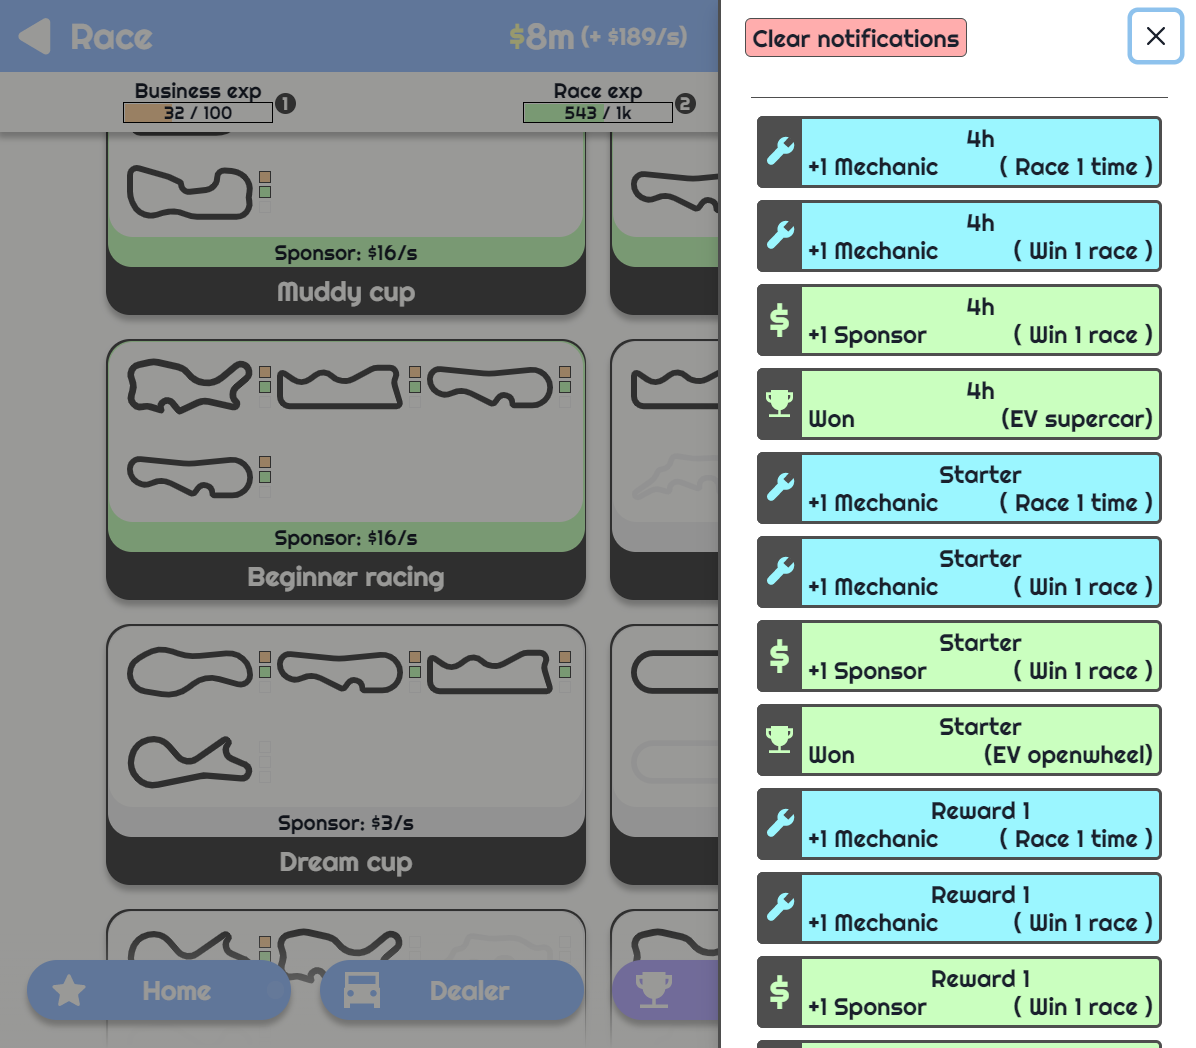 Race
$8m (+ $189/s)
Business exp
32 / 100
1
Race exp
543 / 1k
2
Sponsor: $16/s
Muddy cup
Sponsor: $16/s
Beginner racing
Sponsor: $3/s
Dream cup
Home
Dealer
Clear notifications
4h
+1 Mechanic ( Race 1 time )
4h
+1 Mechanic ( Win 1 race )
4h
+1 Sponsor ( Win 1 race )
4h
Won (EV supercar)
Starter
+1 Mechanic ( Race 1 time )
Starter
+1 Mechanic ( Win 1 race )
Starter
+1 Sponsor ( Win 1 race )
Starter
Won (EV openwheel)
Reward 1
+1 Mechanic ( Race 1 time )
Reward 1
+1 Mechanic ( Win 1 race )
Reward 1
+1 Sponsor ( Win 1 race )